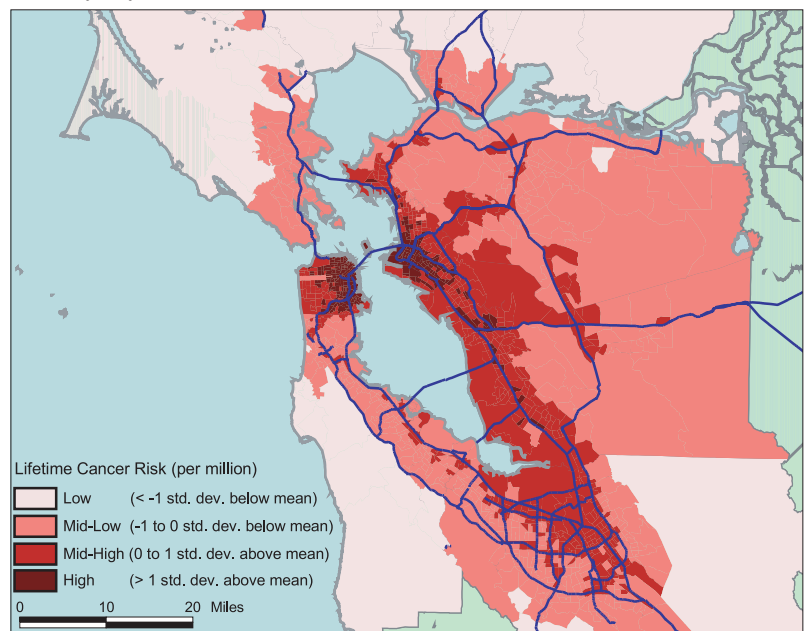 Lifetime Cancer Risk (per million)
Low (< -1 std. dev. below mean)
Mid-Low (-1 to 0 std. dev. below mean)
Mid-High (0 to 1 std. dev. above mean)
High (> 1 std. dev. above mean)
0 10 20 Miles